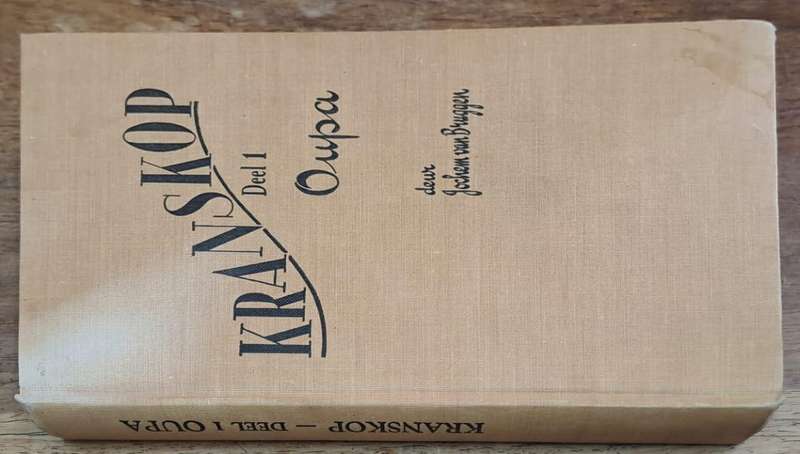 KRANSKOP
Deel 1
Oupa
deur
Jochem van Bruggen
KRANSKOP — DEEL 1 OUPA